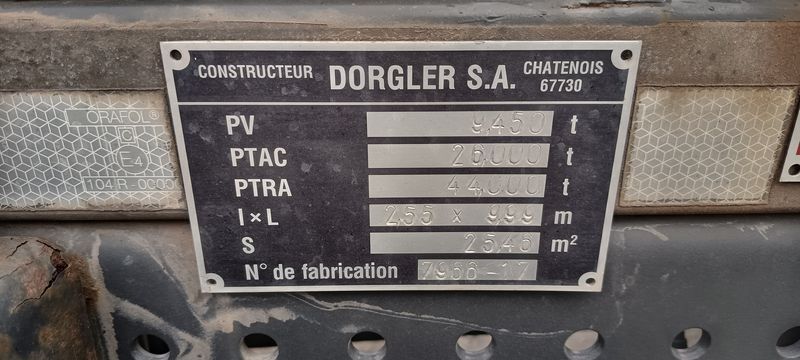 CONSTRUCTEUR DORGLER S.A. CHATENOIS
67730
PV 9,450 t
PTAC 26,000 t
PTRA 44,000 t
l × L 2,55 x 9,99 m
S 25,46 m²
N° de fabrication 7966-17
ORAFOL®
C
E4
104 R-0000